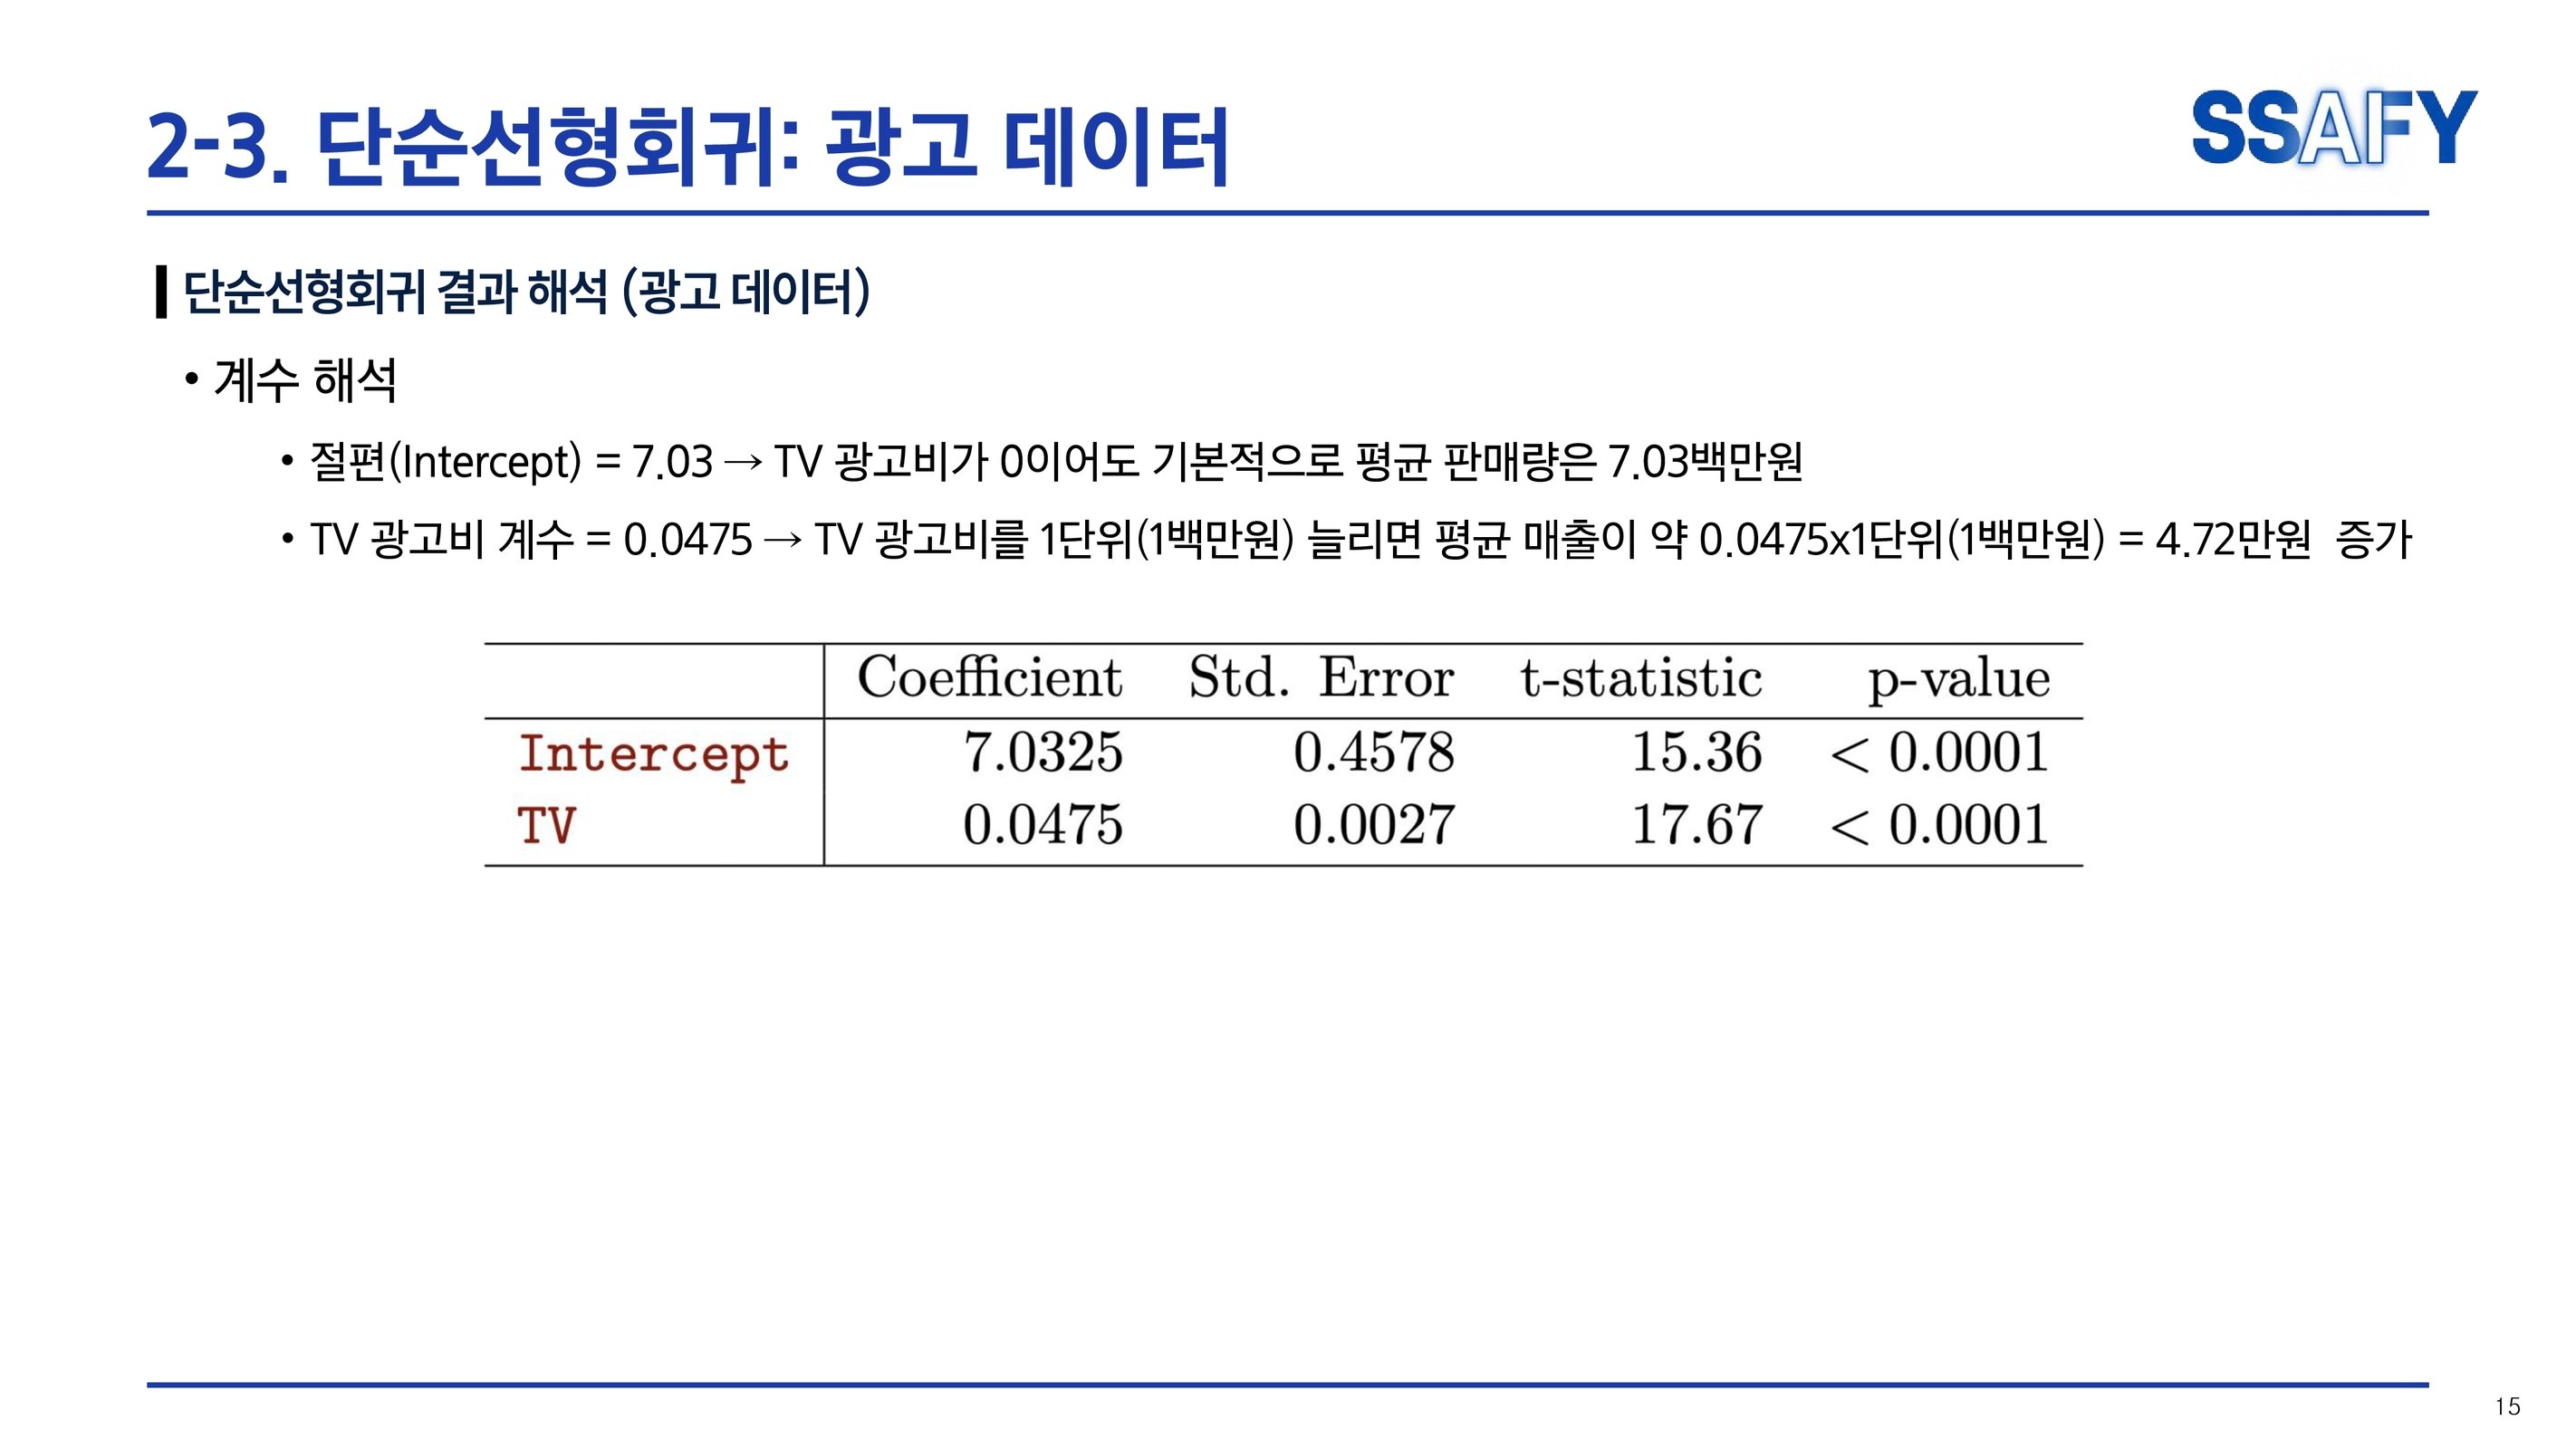 2-3. 단순선형회귀: 광고 데이터
SSAFY
단순선형회귀 결과 해석 (광고 데이터)
• 계수 해석
• 절편(Intercept) = 7.03 → TV 광고비가 0이어도 기본적으로 평균 판매량은 7.03백만원
• TV 광고비 계수 = 0.0475 → TV 광고비를 1단위(1백만원) 늘리면 평균 매출이 약 0.0475x1단위(1백만원) = 4.72만원 증가
Coefficient Std. Error t-statistic p-value
Intercept 7.0325 0.4578 15.36 < 0.0001
TV 0.0475 0.0027 17.67 < 0.0001
15